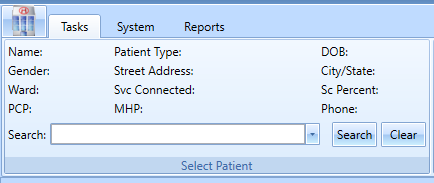 Tasks System Reports
Name: Patient Type: DOB:
Gender: Street Address: City/State:
Ward: Svc Connected: Sc Percent:
PCP: MHP: Phone:
Search: Search Clear
Select Patient